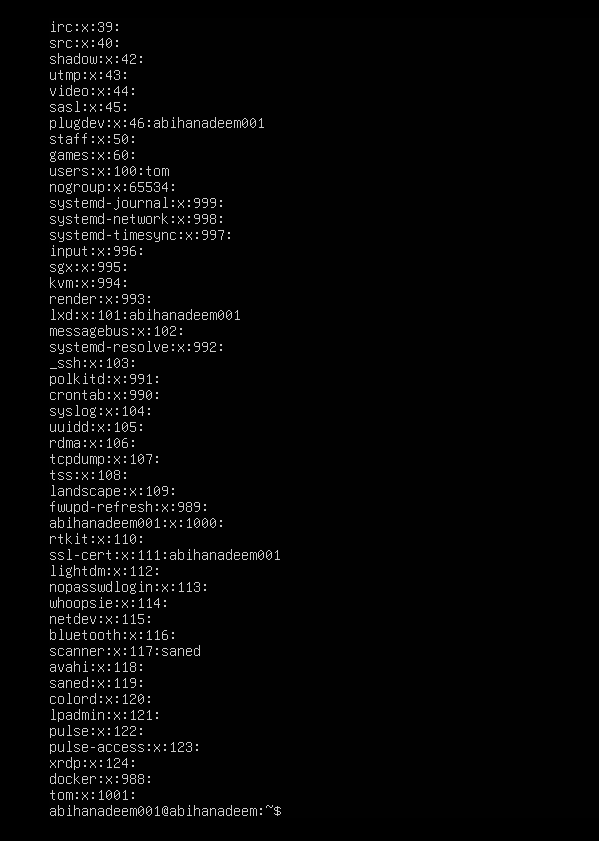 irc:x:39:
src:x:40:
shadow:x:42:
utmp:x:43:
video:x:44:
sasl:x:45:
plugdev:x:46:abihanadeem001
staff:x:50:
games:x:60:
users:x:100:tom
nogroup:x:65534:
systemd-journal:x:999:
systemd-network:x:998:
systemd-timesync:x:997:
input:x:996:
sgx:x:995:
kvm:x:994:
render:x:993:
lxd:x:101:abihanadeem001
messagebus:x:102:
systemd-resolve:x:992:
_ssh:x:103:
polkitd:x:991:
crontab:x:990:
syslog:x:104:
uuidd:x:105:
rdma:x:106:
tcpdump:x:107:
tss:x:108:
landscape:x:109:
fwupd-refresh:x:989:
abihanadeem001:x:1000:
rtkit:x:110:
ssl-cert:x:111:abihanadeem001
lightdm:x:112:
nopasswdlogin:x:113:
whoopsie:x:114:
netdev:x:115:
bluetooth:x:116:
scanner:x:117:saned
avahi:x:118:
saned:x:119:
colord:x:120:
lpadmin:x:121:
pulse:x:122:
pulse-access:x:123:
xrdp:x:124:
docker:x:988:
tom:x:1001:
abihanadeem001@abihanadeem:~$